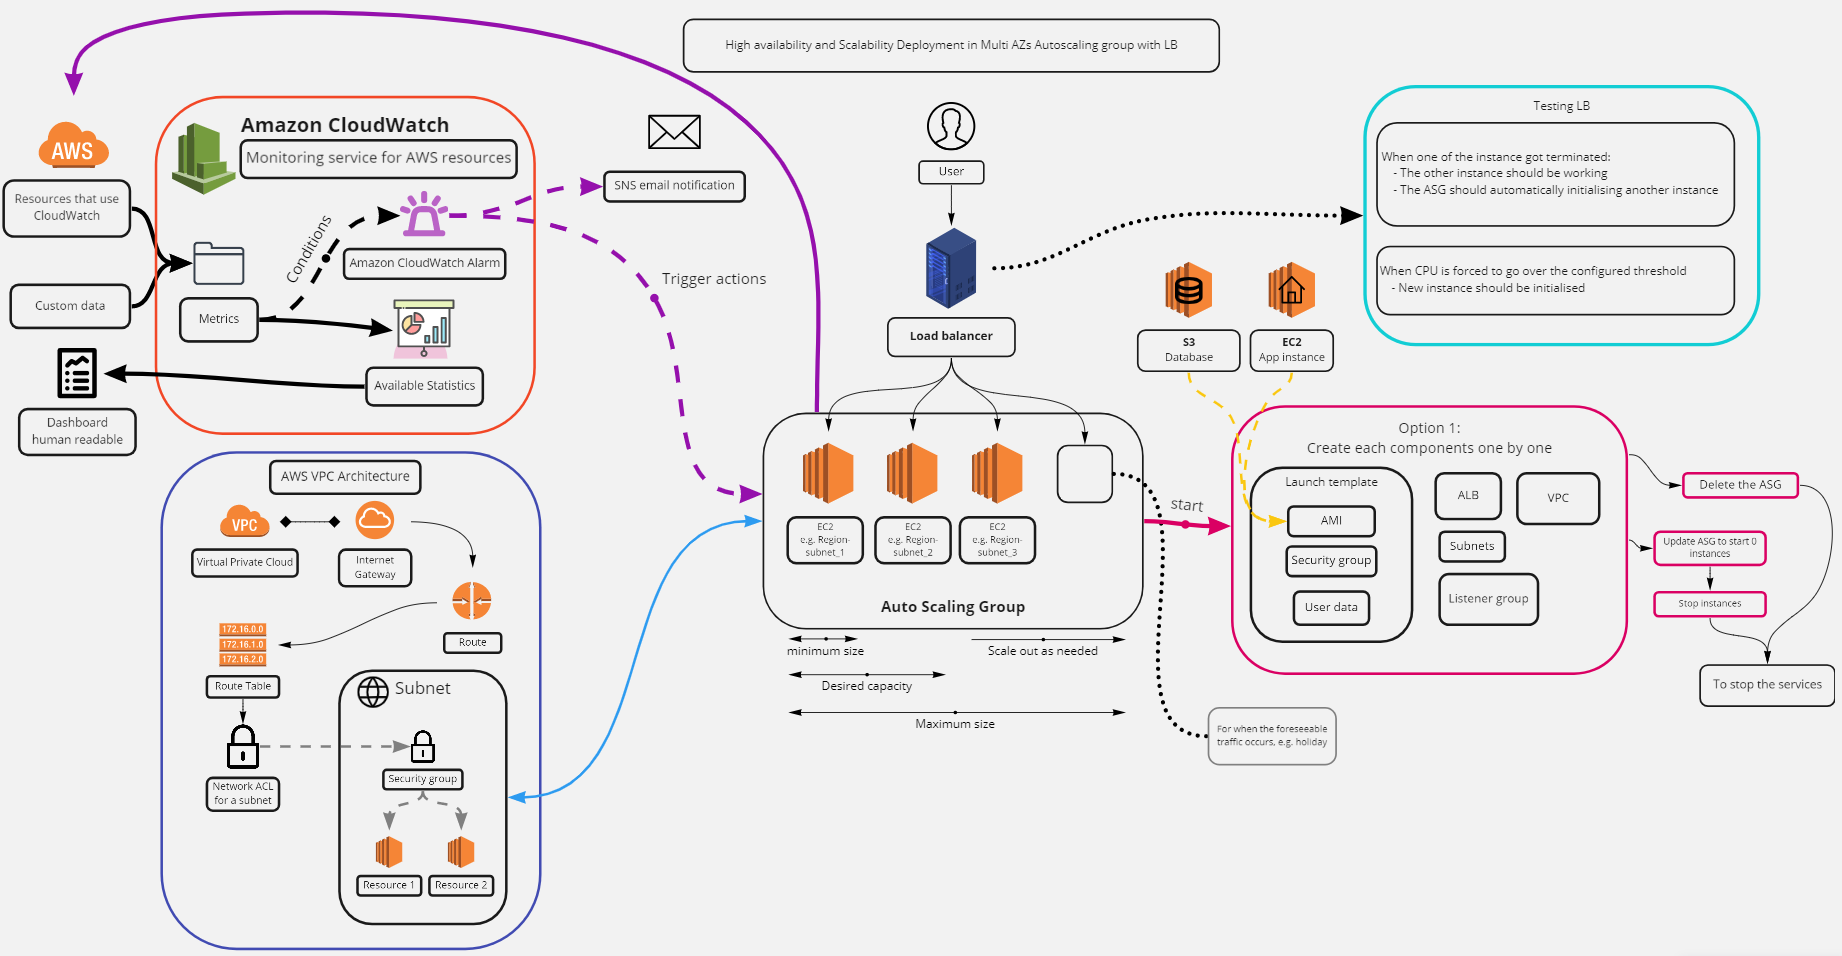 High availability and Scalability Deployment in Multi AZs Autoscaling group with LB
AWS
Resources that use
CloudWatch
Custom data
Dashboard
human readable
Amazon CloudWatch
Monitoring service for AWS resources
Conditions
Amazon CloudWatch Alarm
Metrics
Available Statistics
SNS email notification
Trigger actions
User
Load balancer
Testing LB
When one of the instance got terminated:
- The other instance should be working
- The ASG should automatically initialising another instance
When CPU is forced to go over the configured threshold
- New instance should be initialised
S3
Database
EC2
App instance
AWS VPC Architecture
VPC
Virtual Private Cloud
Internet
Gateway
Route
172.16.0.0
172.16.1.0
172.16.2.0
Route Table
Network ACL
for a subnet
Subnet
Security group
Resource 1
Resource 2
EC2
e.g. Region-
subnet_1
EC2
e.g. Region-
subnet_2
EC2
e.g. Region-
subnet_3
Auto Scaling Group
minimum size
Scale out as needed
Desired capacity
Maximum size
start
For when the foreseeable
traffic occurs, e.g. holiday
Option 1:
Create each components one by one
Launch template
AMI
Security group
User data
ALB
VPC
Subnets
Listener group
Delete the ASG
Update ASG to start 0
instances
Stop instances
To stop the services